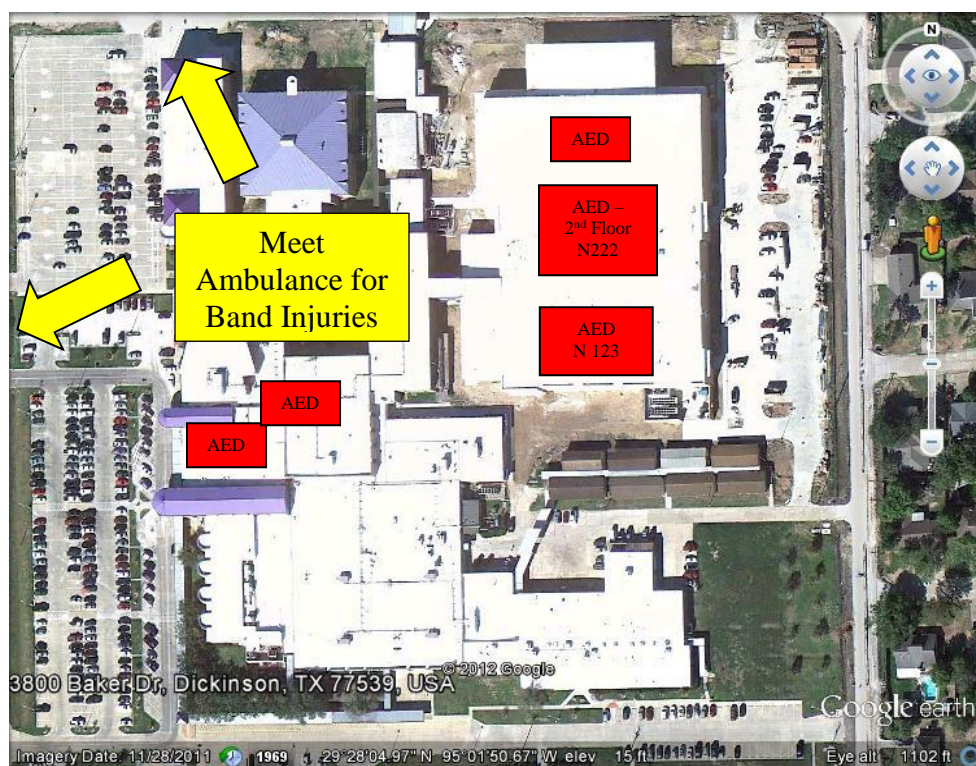 N
AED
AED –
2nd Floor
N222
Meet
Ambulance for
Band Injuries
AED
N 123
AED
AED
© 2012 Google
3800 Baker Dr, Dickinson, TX 77539, USA
Google earth
Imagery Date: 11/28/2011 1969 29°28'04.97" N 95°01'50.67" W elev 15 ft Eye alt 1102 ft